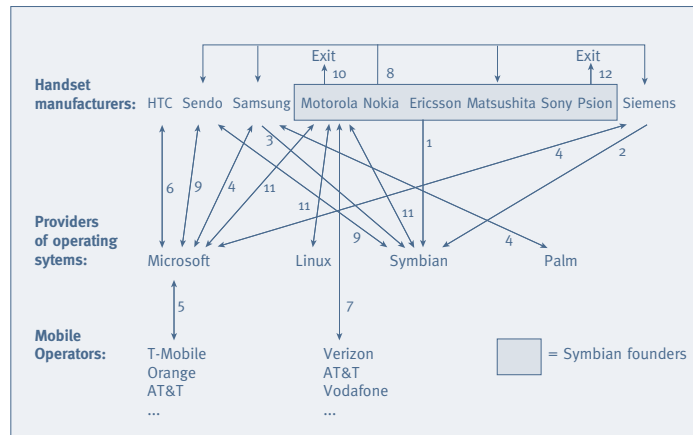 Exit Exit
10 8 12
Handset
manufacturers: HTC Sendo Samsung Motorola Nokia Ericsson Matsushita Sony Psion Siemens
3 1 4 2
6 9 4 11
11 11
9 4
Providers
of operating
sytems: Microsoft Linux Symbian Palm
5 7
Mobile
Operators:
T-Mobile Verizon
Orange AT&T
AT&T Vodafone
... ...
= Symbian founders